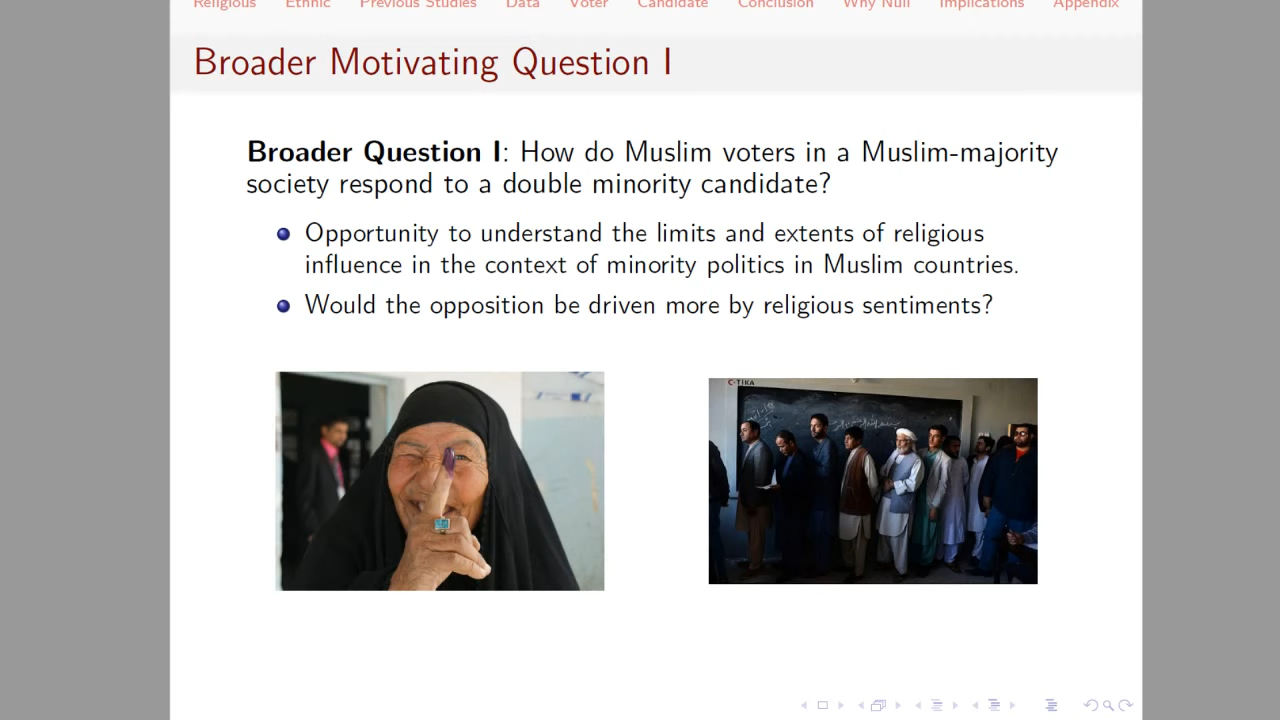 Religious Ethnic Previous Studies Data Voter Candidate Conclusion Why Null Implications Appendix
Broader Motivating Question I
Broader Question I: How do Muslim voters in a Muslim-majority
society respond to a double minority candidate?
Opportunity to understand the limits and extents of religious
influence in the context of minority politics in Muslim countries.
Would the opposition be driven more by religious sentiments?
TIKA